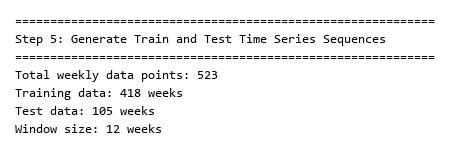 ============================================================
Step 5: Generate Train and Test Time Series Sequences
============================================================
Total weekly data points: 523
Training data: 418 weeks
Test data: 105 weeks
Window size: 12 weeks